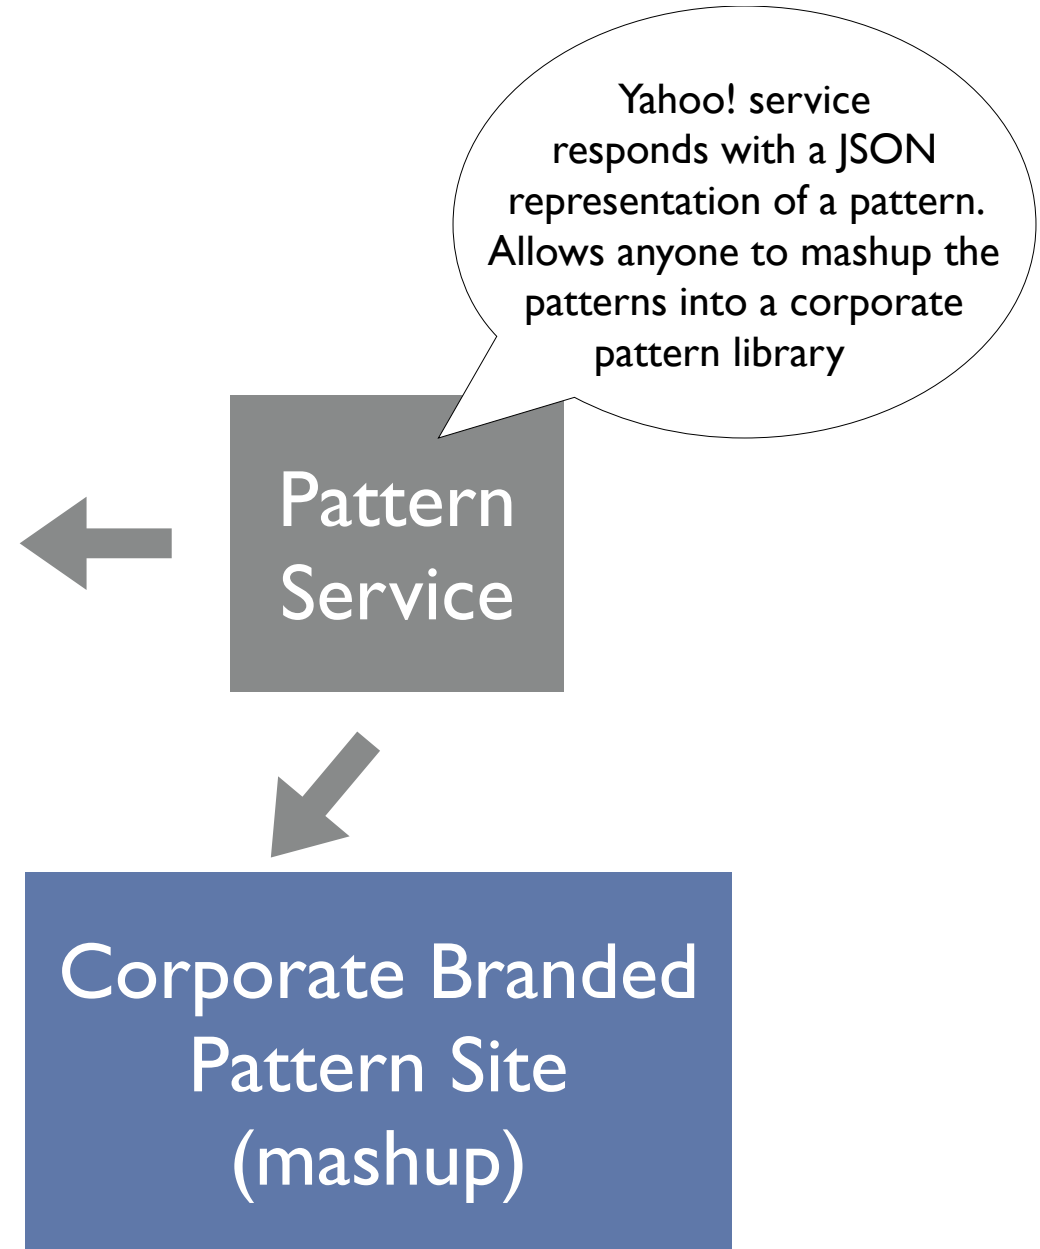 Yahoo! service
responds with a JSON
representation of a pattern.
Allows anyone to mashup the
patterns into a corporate
pattern library
Pattern
Service
Corporate Branded
Pattern Site
(mashup)